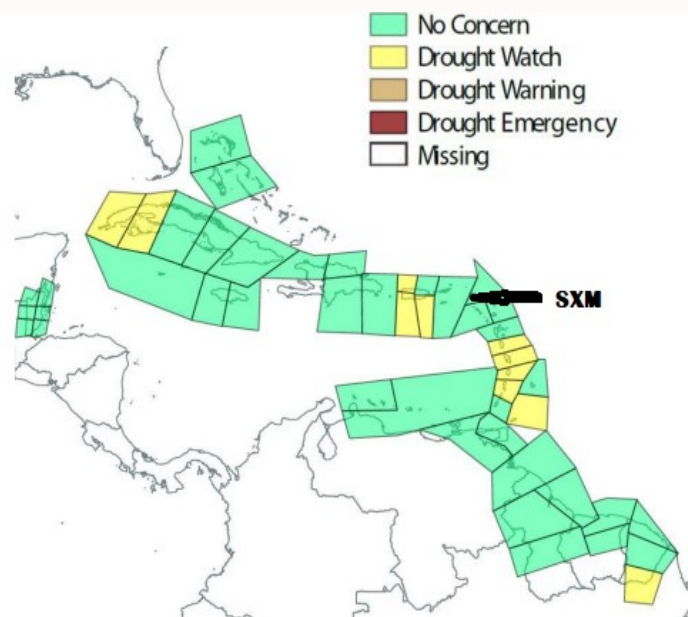 No Concern
Drought Watch
Drought Warning
Drought Emergency
Missing
SXM